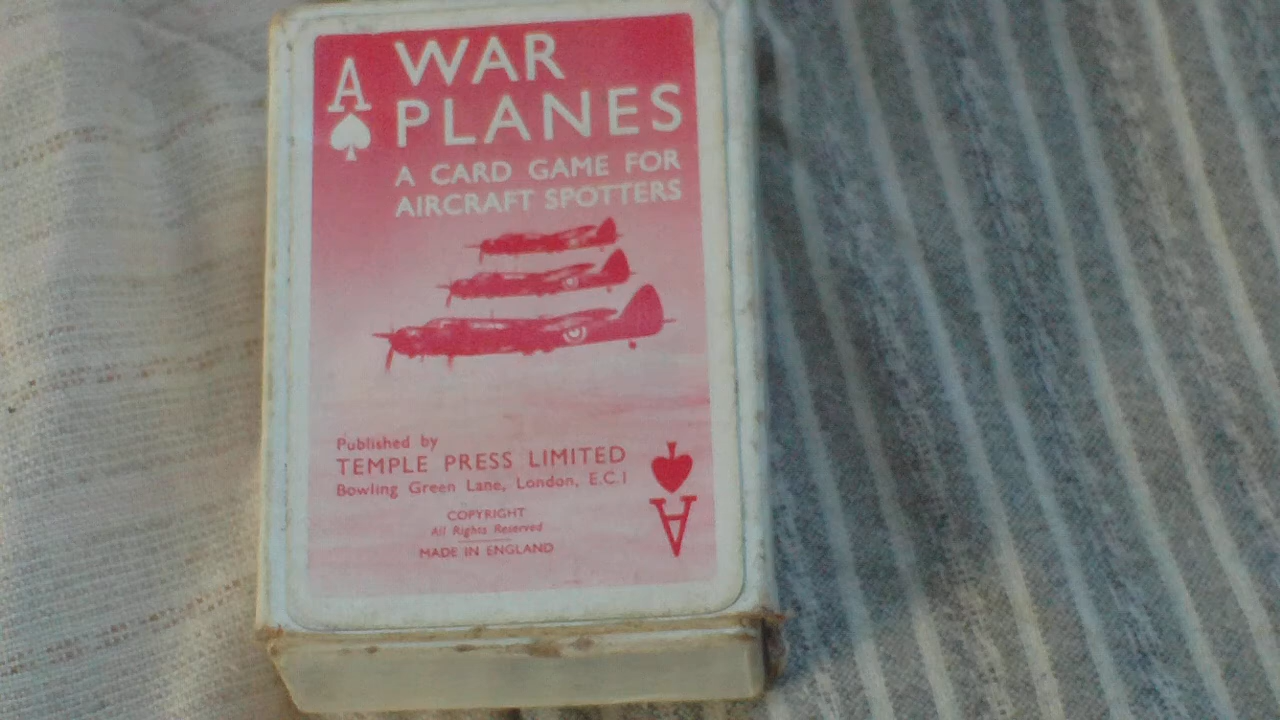 A
WAR
PLANES
A CARD GAME FOR
AIRCRAFT SPOTTERS
Published by
TEMPLE PRESS LIMITED
Bowling Green Lane, London, E.C.1
COPYRIGHT
All Rights Reserved
MADE IN ENGLAND
A